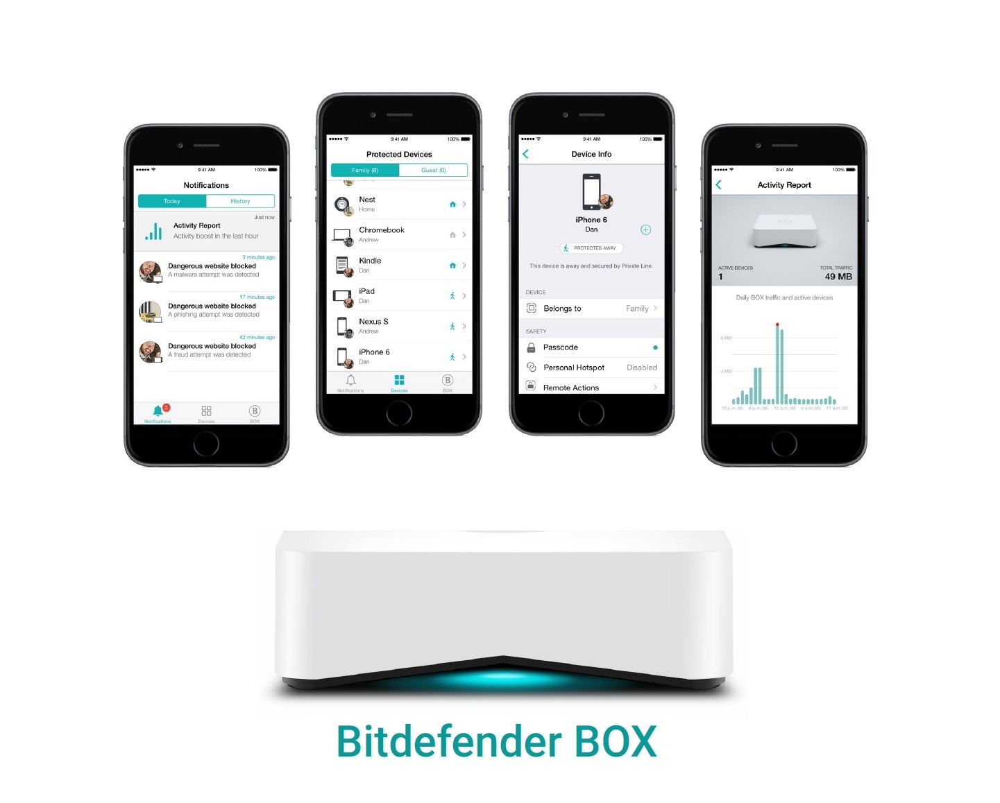 9:41 AM 100%
Notifications
Today History
Just now
Activity Report
Activity boost in the last hour
3 minutes ago
Dangerous website blocked
A malware attempt was detected
17 minutes ago
Dangerous website blocked
A phishing attempt was detected
42 minutes ago
Dangerous website blocked
A fraud attempt was detected
3
Notifications Devices BOX
9:41 AM 100%
Protected Devices
Family (8) Guest (0)
Nest
Home
Chromebook
Andrew
Kindle
Dan
iPad
Dan
Nexus S
Andrew
iPhone 6
Dan
Notifications Devices BOX
9:41 AM 100%
Device Info
iPhone 6
Dan
PROTECTED AWAY
This device is away and secured by Private Line.
DEVICE
Belongs to Family
SAFETY
Passcode
Personal Hotspot Disabled
Remote Actions
9:41 AM 100%
Activity Report
ACTIVE DEVICES TOTAL TRAFFIC
1 49 MB
Daily BOX traffic and active devices
8 MB
4 MB
12 p.m.:00 6 p.m.:00 12 a.m.:00 6 a.m.:00 11 a.m.:00
Bitdefender BOX